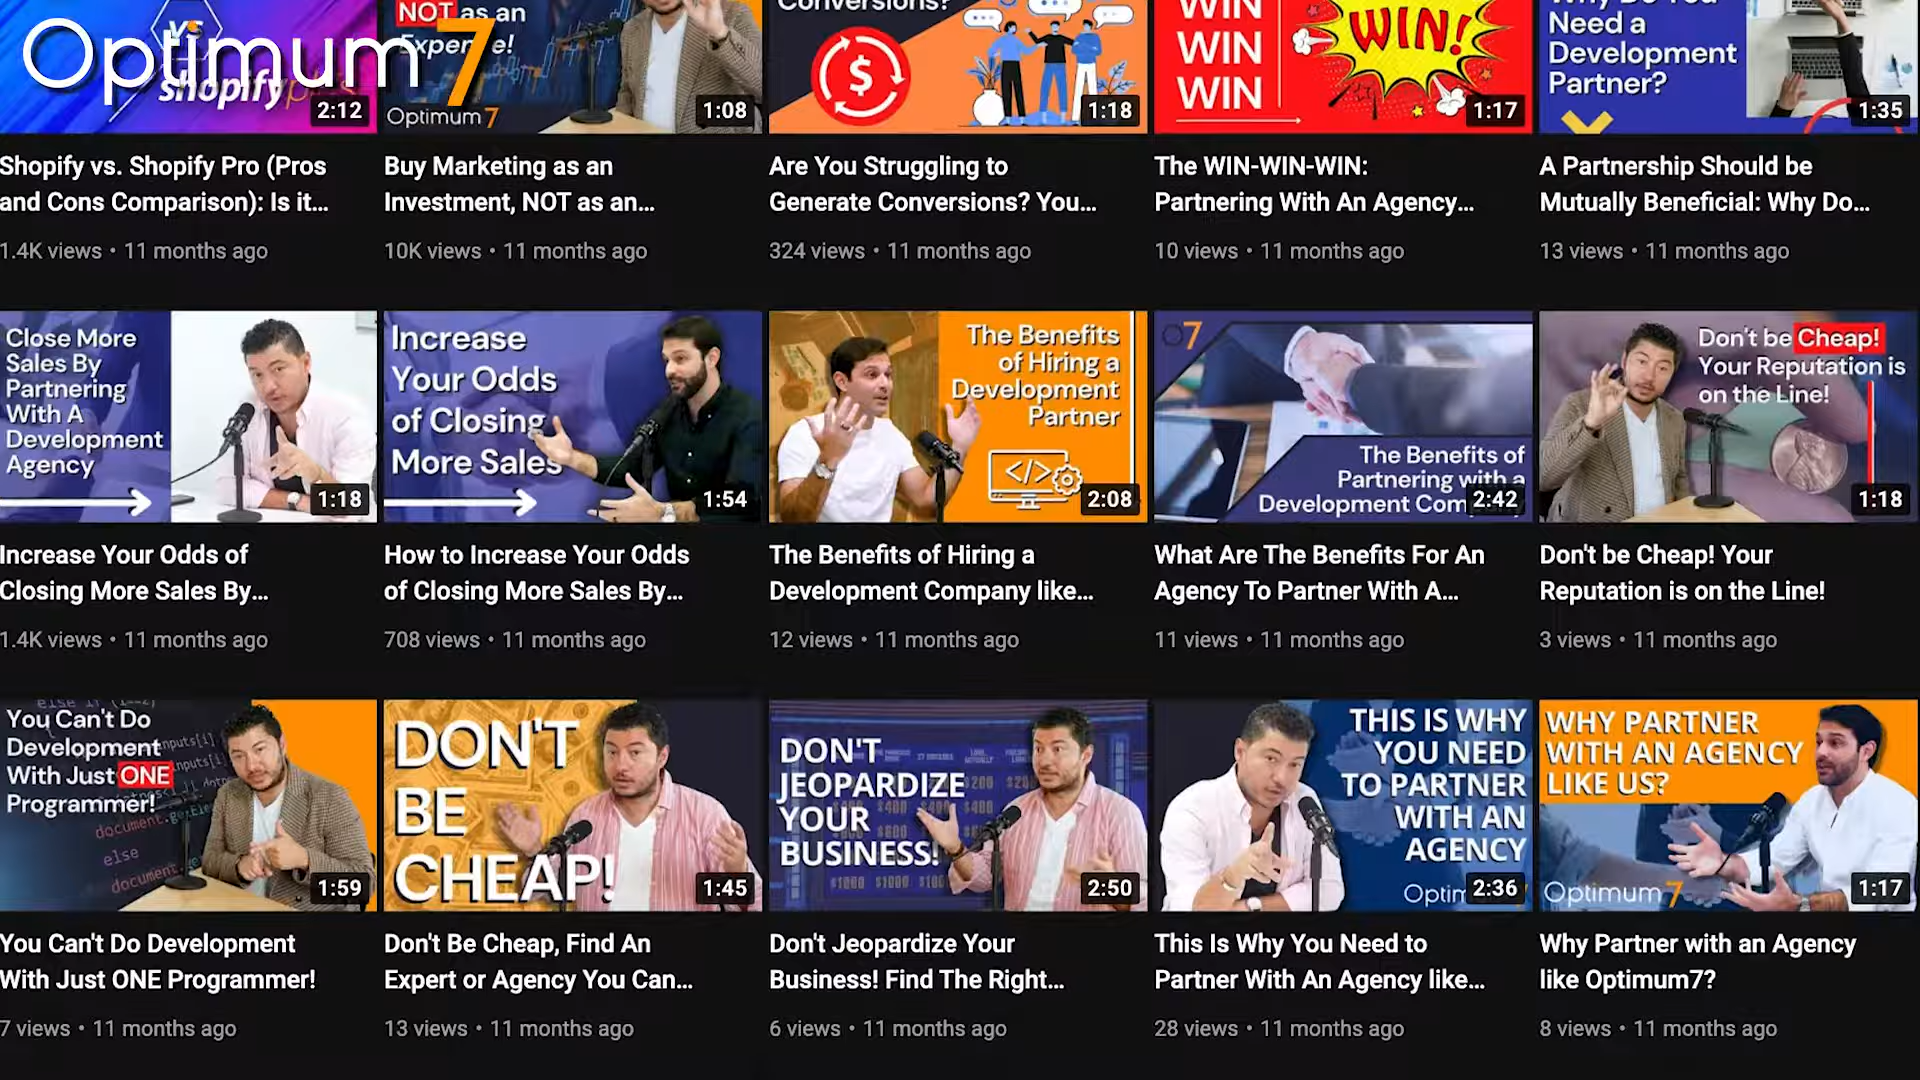 Optimum7
vs
shopify
2:12
NOT as an
Expense!
Optimum7
1:08
Conversions?
$
1:18
WIN
WIN
WIN
WIN!
1:17
Why Do You
Need a
Development
Partner?
1:35
Shopify vs. Shopify Pro (Pros
and Cons Comparison): Is it...
1.4K views • 11 months ago
Buy Marketing as an
Investment, NOT as an...
10K views • 11 months ago
Are You Struggling to
Generate Conversions? You...
324 views • 11 months ago
The WIN-WIN-WIN:
Partnering With An Agency...
10 views • 11 months ago
A Partnership Should be
Mutually Beneficial: Why Do...
13 views • 11 months ago
Close More
Sales By
Partnering
With A
Development
Agency
1:18
Increase
Your Odds
of Closing
More Sales
1:54
The Benefits
of Hiring a
Development
Partner
</>
2:08
7
The Benefits of
Partnering with a
Development Com
2:42
Don't be Cheap!
Your Reputation is
on the Line!
1:18
Increase Your Odds of
Closing More Sales By...
1.4K views • 11 months ago
How to Increase Your Odds
of Closing More Sales By...
708 views • 11 months ago
The Benefits of Hiring a
Development Company like...
12 views • 11 months ago
What Are The Benefits For An
Agency To Partner With A...
11 views • 11 months ago
Don't be Cheap! Your
Reputation is on the Line!
3 views • 11 months ago
You Can't Do
Development
With Just ONE
Programmer!
else
document.
1:59
DON'T
BE
CHEAP!
1:45
DON'T
JEOPARDIZE
YOUR
BUSINESS!
2:50
THIS IS WHY
YOU NEED
TO PARTNER
WITH AN
AGENCY
Optim
2:36
WHY PARTNER
WITH AN AGENCY
LIKE US?
Optimum7
1:17
You Can't Do Development
With Just ONE Programmer!
7 views • 11 months ago
Don't Be Cheap, Find An
Expert or Agency You Can...
13 views • 11 months ago
Don't Jeopardize Your
Business! Find The Right...
6 views • 11 months ago
This Is Why You Need to
Partner With An Agency like...
28 views • 11 months ago
Why Partner with an Agency
like Optimum7?
8 views • 11 months ago